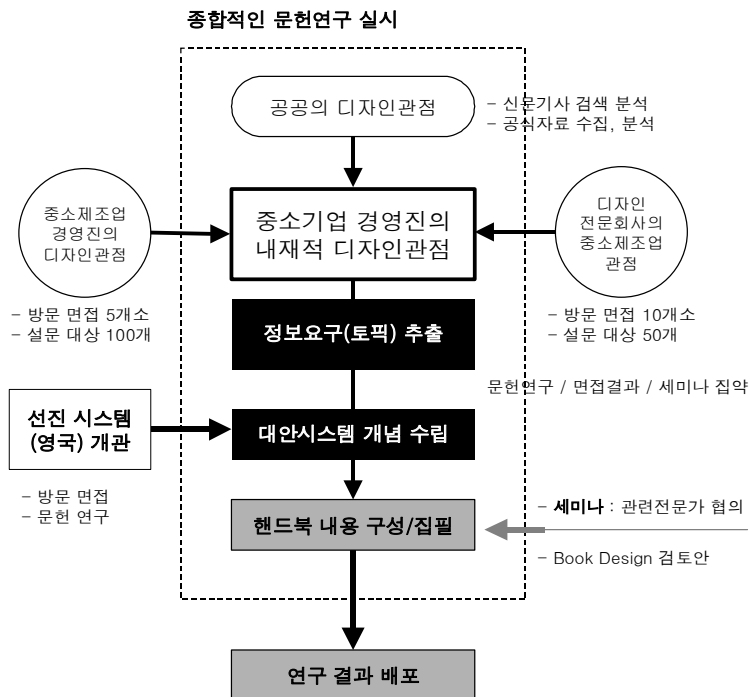 종합적인 문헌연구 실시
공공의 디자인관점
– 신문기사 검색 분석
– 공식자료 수집, 분석
중소제조업
경영진의
디자인관점
중소기업 경영진의
내재적 디자인관점
디자인
전문회사의
중소제조업
관점
– 방문 면접 5개소
– 설문 대상 100개
– 방문 면접 10개소
– 설문 대상 50개
정보요구(토픽) 추출
문헌연구 / 면접결과 / 세미나 집약
선진 시스템
(영국) 개관
대안시스템 개념 수립
– 방문 면접
– 문헌 연구
핸드북 내용 구성/집필
– 세미나 : 관련전문가 협의
– Book Design 검토안
연구 결과 배포